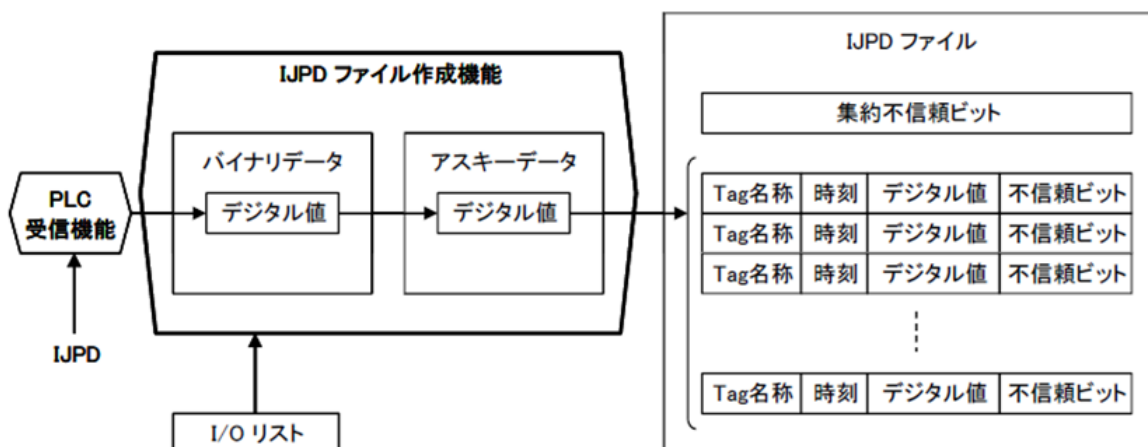 IJPD ファイル
IJPD ファイル作成機能
集約不信頼ビット
バイナリデータ
アスキーデータ
PLC
受信機能
デジタル値
デジタル値
Tag名称 時刻 デジタル値 不信頼ビット
Tag名称 時刻 デジタル値 不信頼ビット
Tag名称 時刻 デジタル値 不信頼ビット
IJPD
Tag名称 時刻 デジタル値 不信頼ビット
I/O リスト